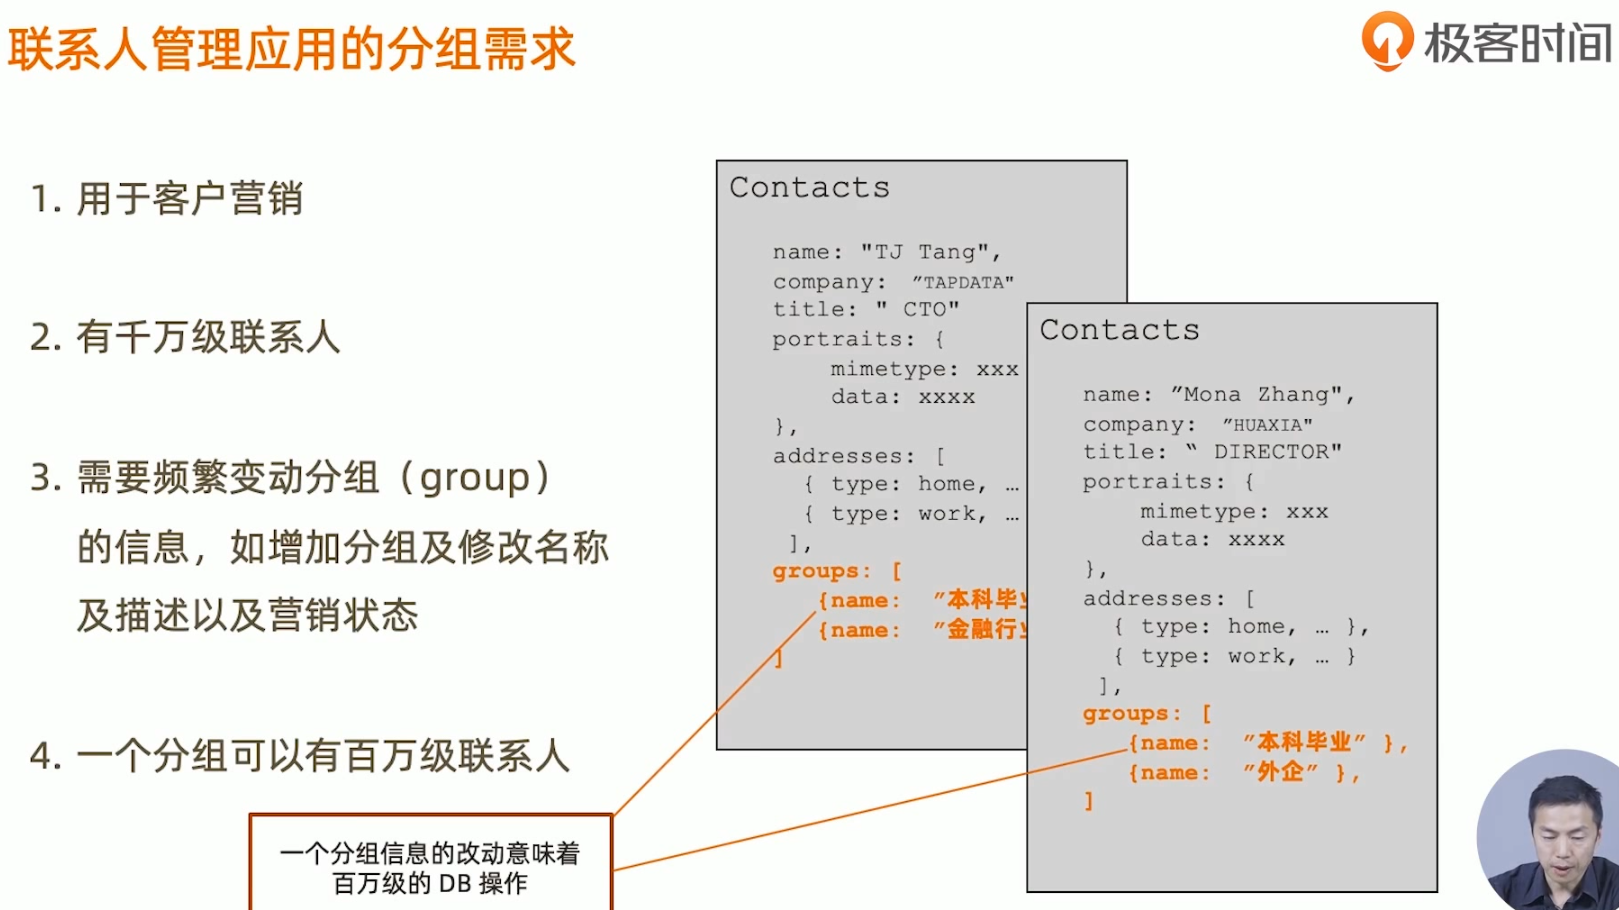 联系人管理应用的分组需求
极客时间
1. 用于客户营销
2. 有千万级联系人
3. 需要频繁变动分组（group）
的信息，如增加分组及修改名称
及描述以及营销状态
4. 一个分组可以有百万级联系人
一个分组信息的改动意味着
百万级的 DB 操作
Contacts
name: "TJ Tang",
company: ”TAPDATA"
title: " CTO"
portraits: {
mimetype: xxx
data: xxxx
},
addresses: [
{ type: home, …
{ type: work, …
],
groups: [
{name: ”本科毕业
{name: ”金融行业
]
Contacts
name: ”Mona Zhang",
company: ”HUAXIA"
title: “ DIRECTOR"
portraits: {
mimetype: xxx
data: xxxx
},
addresses: [
{ type: home, … },
{ type: work, … }
],
groups: [
{name: ”本科毕业” },
{name: ”外企” },
]